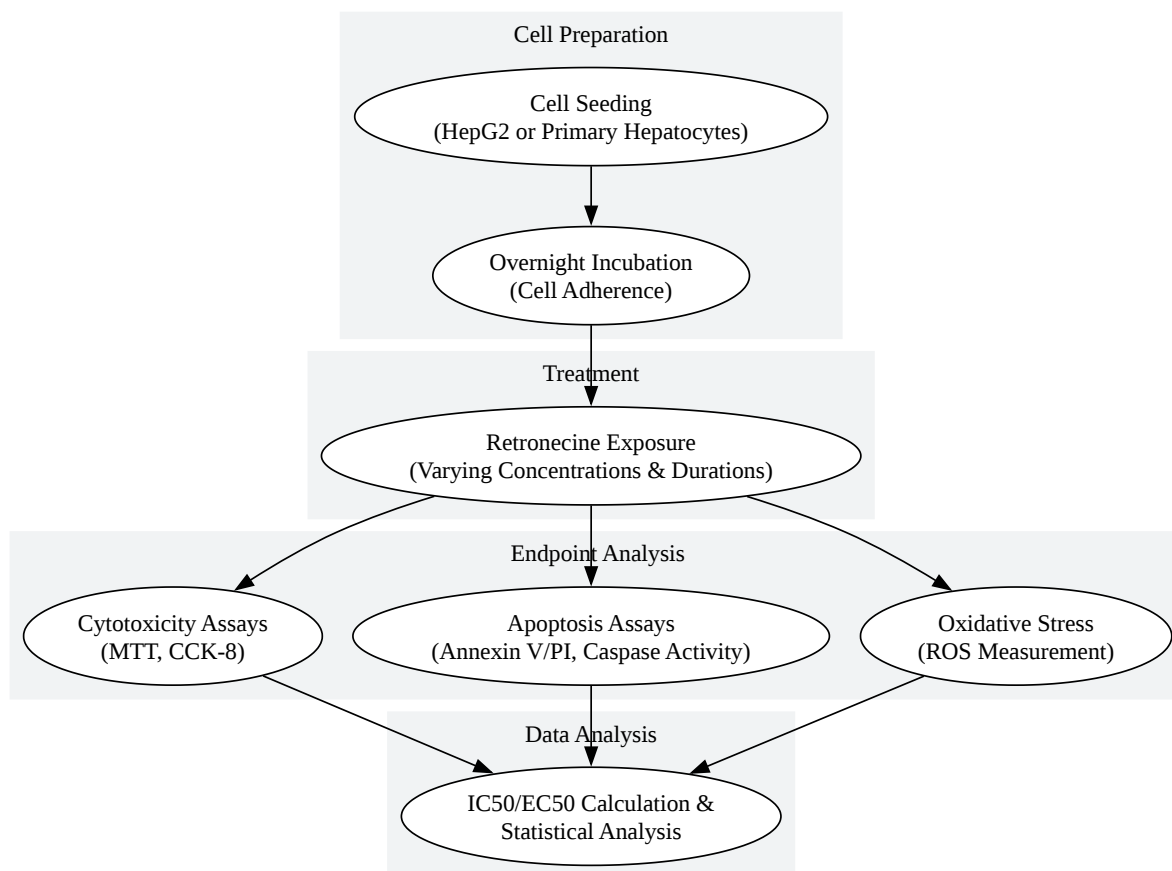 Cell Preparation
Cell Seeding
(HepG2 or Primary Hepatocytes)
Overnight Incubation
(Cell Adherence)
Treatment
Retronecine Exposure
(Varying Concentrations & Durations)
Endpoint Analysis
Cytotoxicity Assays
(MTT, CCK-8)
Apoptosis Assays
(Annexin V/PI, Caspase Activity)
Oxidative Stress
(ROS Measurement)
Data Analysis
IC50/EC50 Calculation &
Statistical Analysis